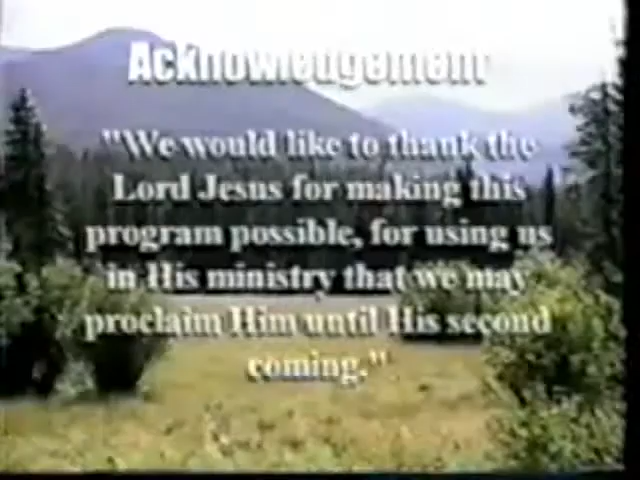 Acknowledgement
"We would like to thank the
Lord Jesus for making this
program possible, for using us
in His ministry that we may
proclaim Him until His second
coming."